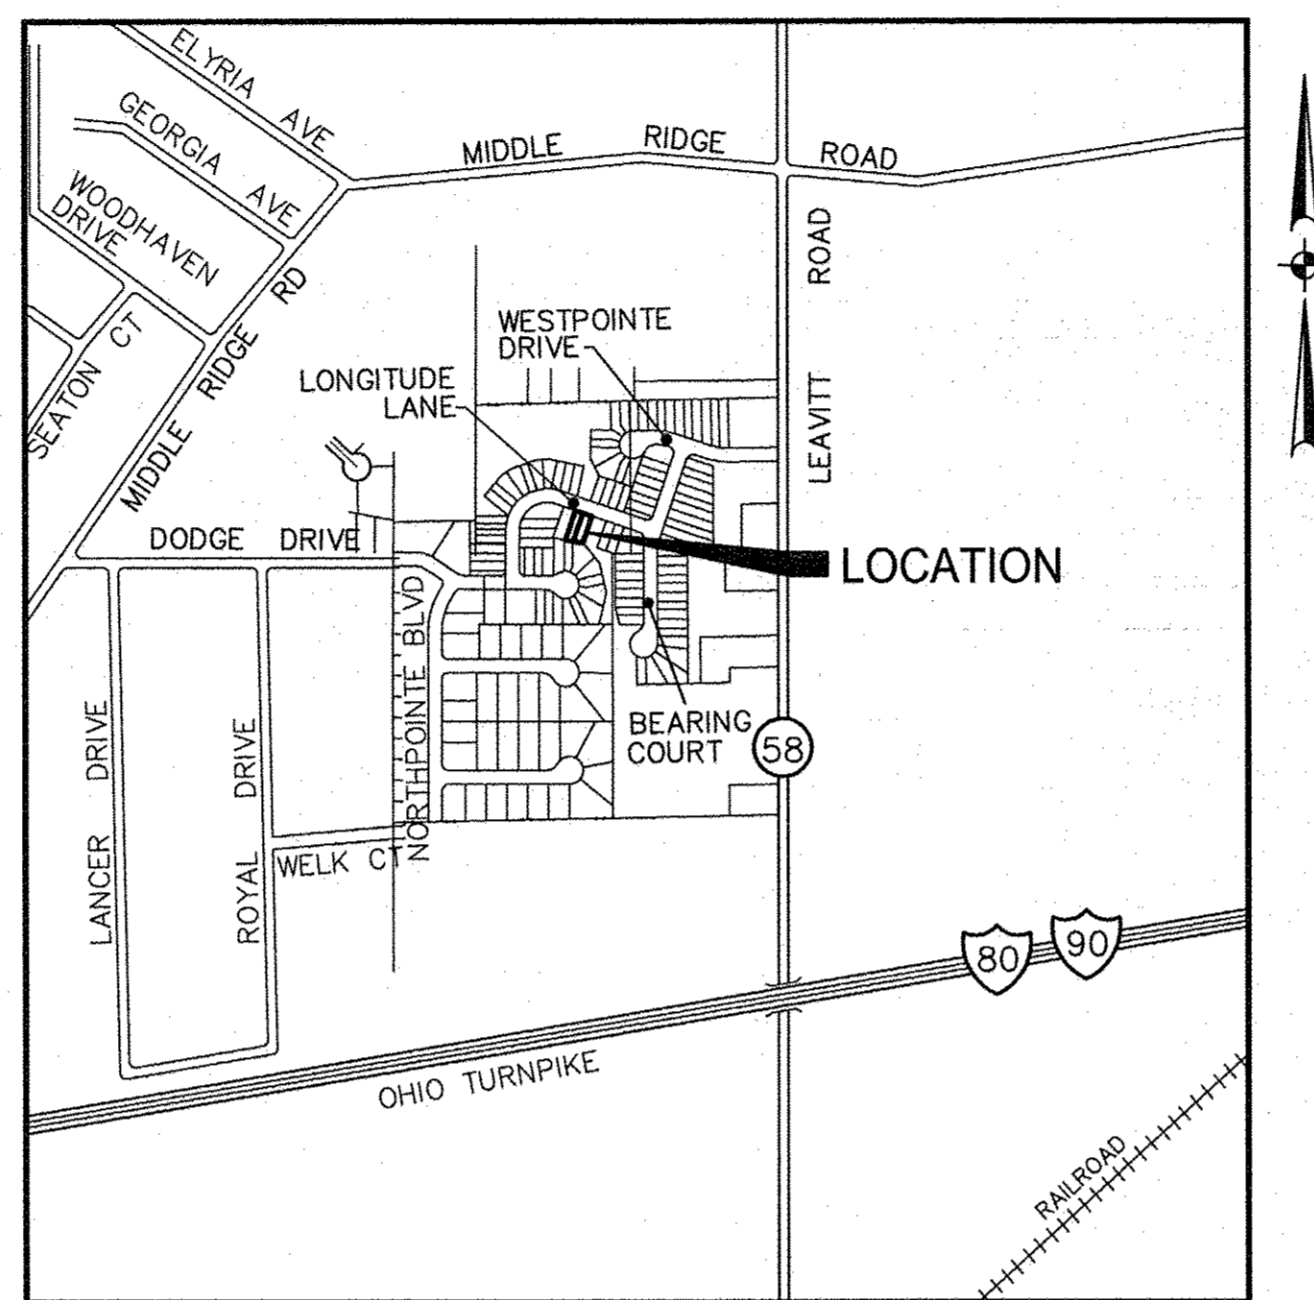 ELYRIA AVE
GEORGIA AVE
WOODHAVEN
DRIVE
SEATON CT
MIDDLE RIDGE RD
MIDDLE RIDGE ROAD
LEAVITT ROAD
WESTPOINTE
DRIVE
LONGITUDE
LANE
DODGE DRIVE
LOCATION
NORTHPOINTE BLVD
BEARING
COURT
58
LANCER DRIVE
ROYAL DRIVE
WELK CT
80
90
OHIO TURNPIKE
RAILROAD